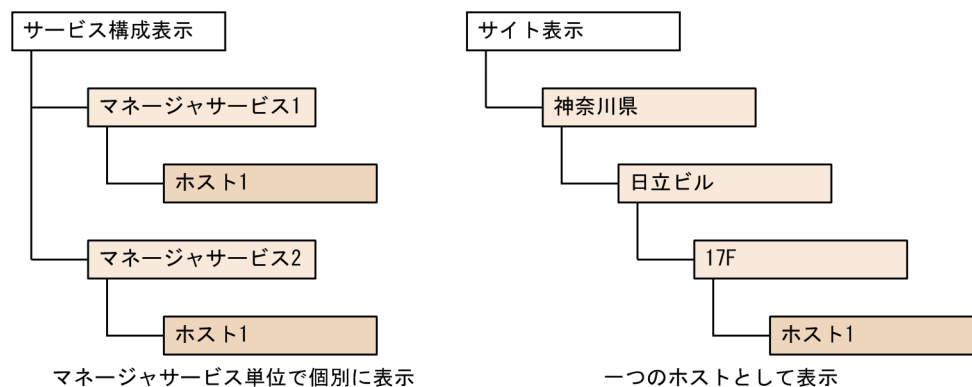 サービス構成表示
マネージャサービス1
ホスト1
マネージャサービス2
ホスト1
マネージャサービス単位で個別に表示
サイト表示
神奈川県
日立ビル
17F
ホスト1
一つのホストとして表示